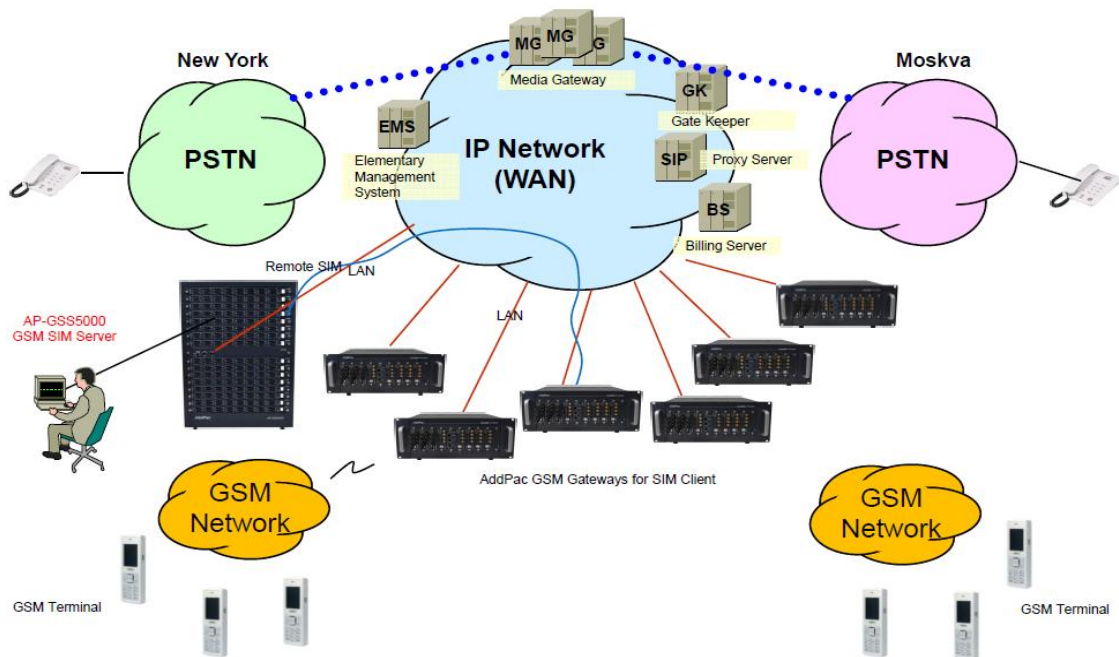 New York
MG
MG
G
Moskva
Media Gateway
GK
Gate Keeper
EMS
PSTN
IP Network
(WAN)
SIP
Proxy Server
PSTN
Elementary
Management
System
BS
Billing Server
Remote SIM
LAN
LAN
AP-GSS5000
GSM SIM Server
AddPac GSM Gateways for SIM Client
GSM
Network
GSM
Network
GSM Terminal
GSM Terminal